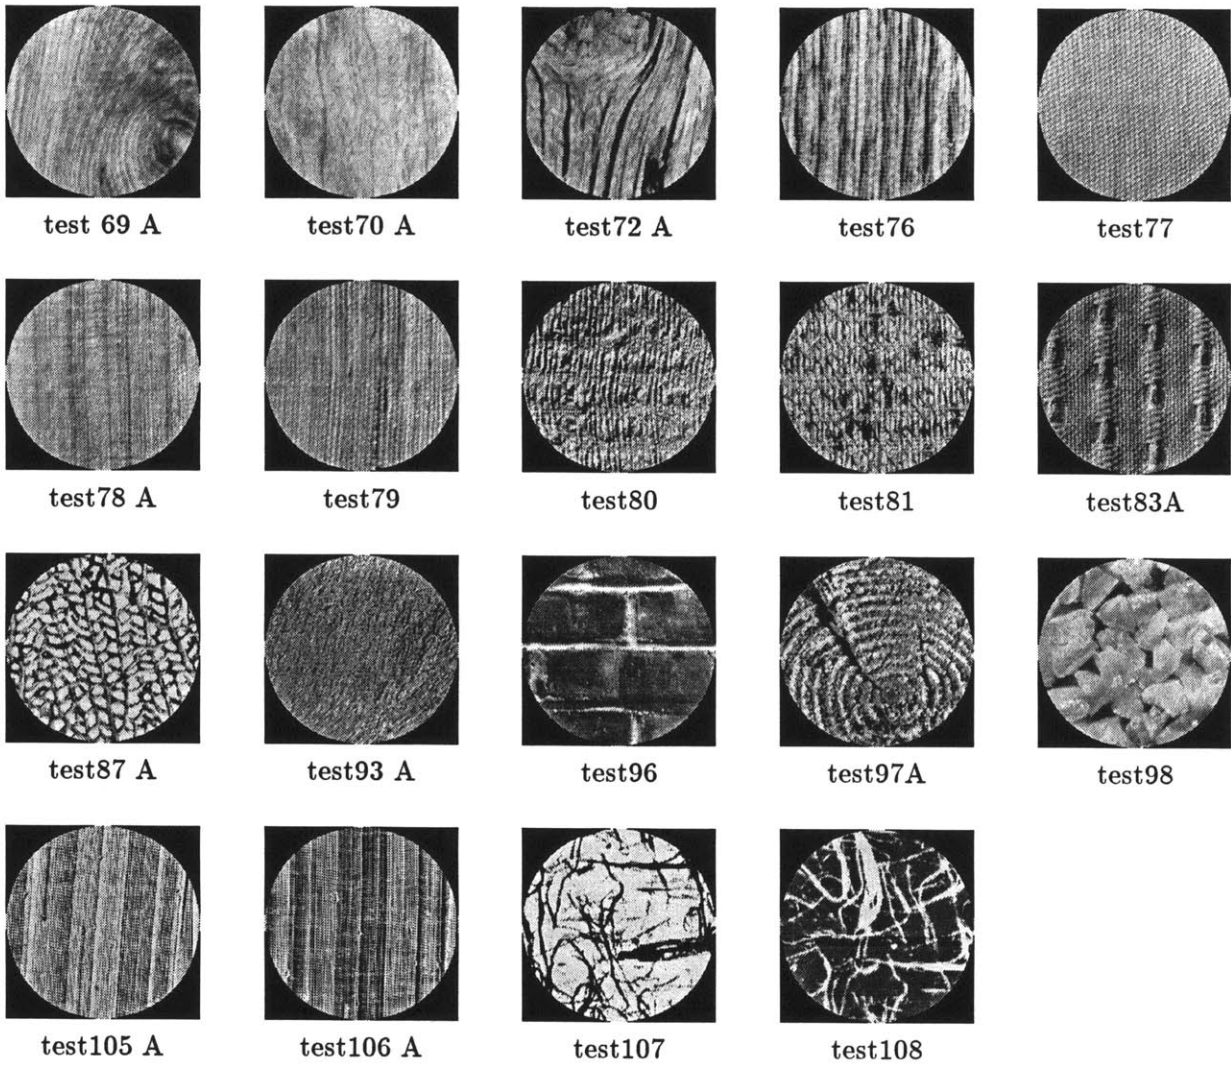 test 69 A
test70 A
test72 A
test76
test77
test78 A
test79
test80
test81
test83A
test87 A
test93 A
test96
test97A
test98
test105 A
test106 A
test107
test108